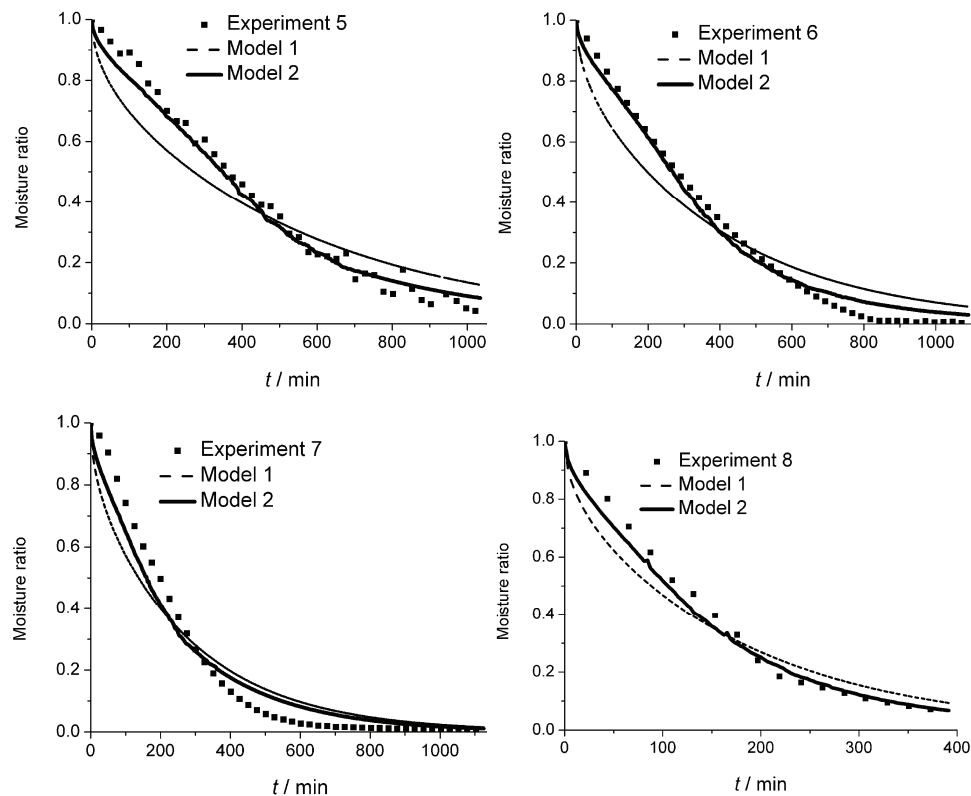 Experiment 5
Model 1
Model 2
Moisture ratio
1.0
0.8
0.6
0.4
0.2
0.0
0 200 400 600 800 1000
t / min
Experiment 6
Model 1
Model 2
Moisture ratio
1.0
0.8
0.6
0.4
0.2
0.0
0 200 400 600 800 1000
t / min
Experiment 7
Model 1
Model 2
Moisture ratio
1.0
0.8
0.6
0.4
0.2
0.0
0 200 400 600 800 1000
t / min
Experiment 8
Model 1
Model 2
Moisture ratio
1.0
0.8
0.6
0.4
0.2
0.0
0 100 200 300 400
t / min